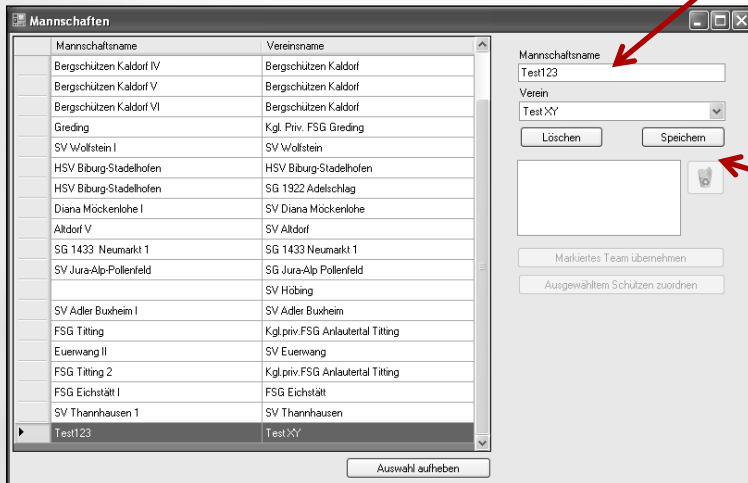 Mannschaften
Mannschaftsname Vereinsname
Bergschützen Kaldorf IV Bergschützen Kaldorf
Bergschützen Kaldorf V Bergschützen Kaldorf
Bergschützen Kaldorf VI Bergschützen Kaldorf
Greding Kgl. Priv. FSG Greding
SV Wolfstein I SV Wolfstein
HSV Biburg-Stadelhofen HSV Biburg-Stadelhofen
HSV Biburg-Stadelhofen SG 1922 Adelschlag
Diana Möckenlohe I SV Diana Möckenlohe
Altdorf V SV Altdorf
SG 1433 Neumarkt 1 SG 1433 Neumarkt
SV Jura-Alp-Pollenfeld SG Jura-Alp Pollenfeld
SV Höbing
SV Adler Buxheim I SV Adler Buxheim
FSG Titting Kgl.priv.FSG Anlautertal Titting
Euerwang II SV Euerwang
FSG Titting 2 Kgl.priv.FSG Anlautertal Titting
FSG Eichstätt I FSG Eichstätt
SV Thannhausen 1 SV Thannhausen
Test123 Test XY
Auswahl aufheben
Mannschaftsname
Test123
Verein
Test XY
Löschen Speichern
Markiertes Team übernehmen
Ausgewähltem Schützen zuordnen